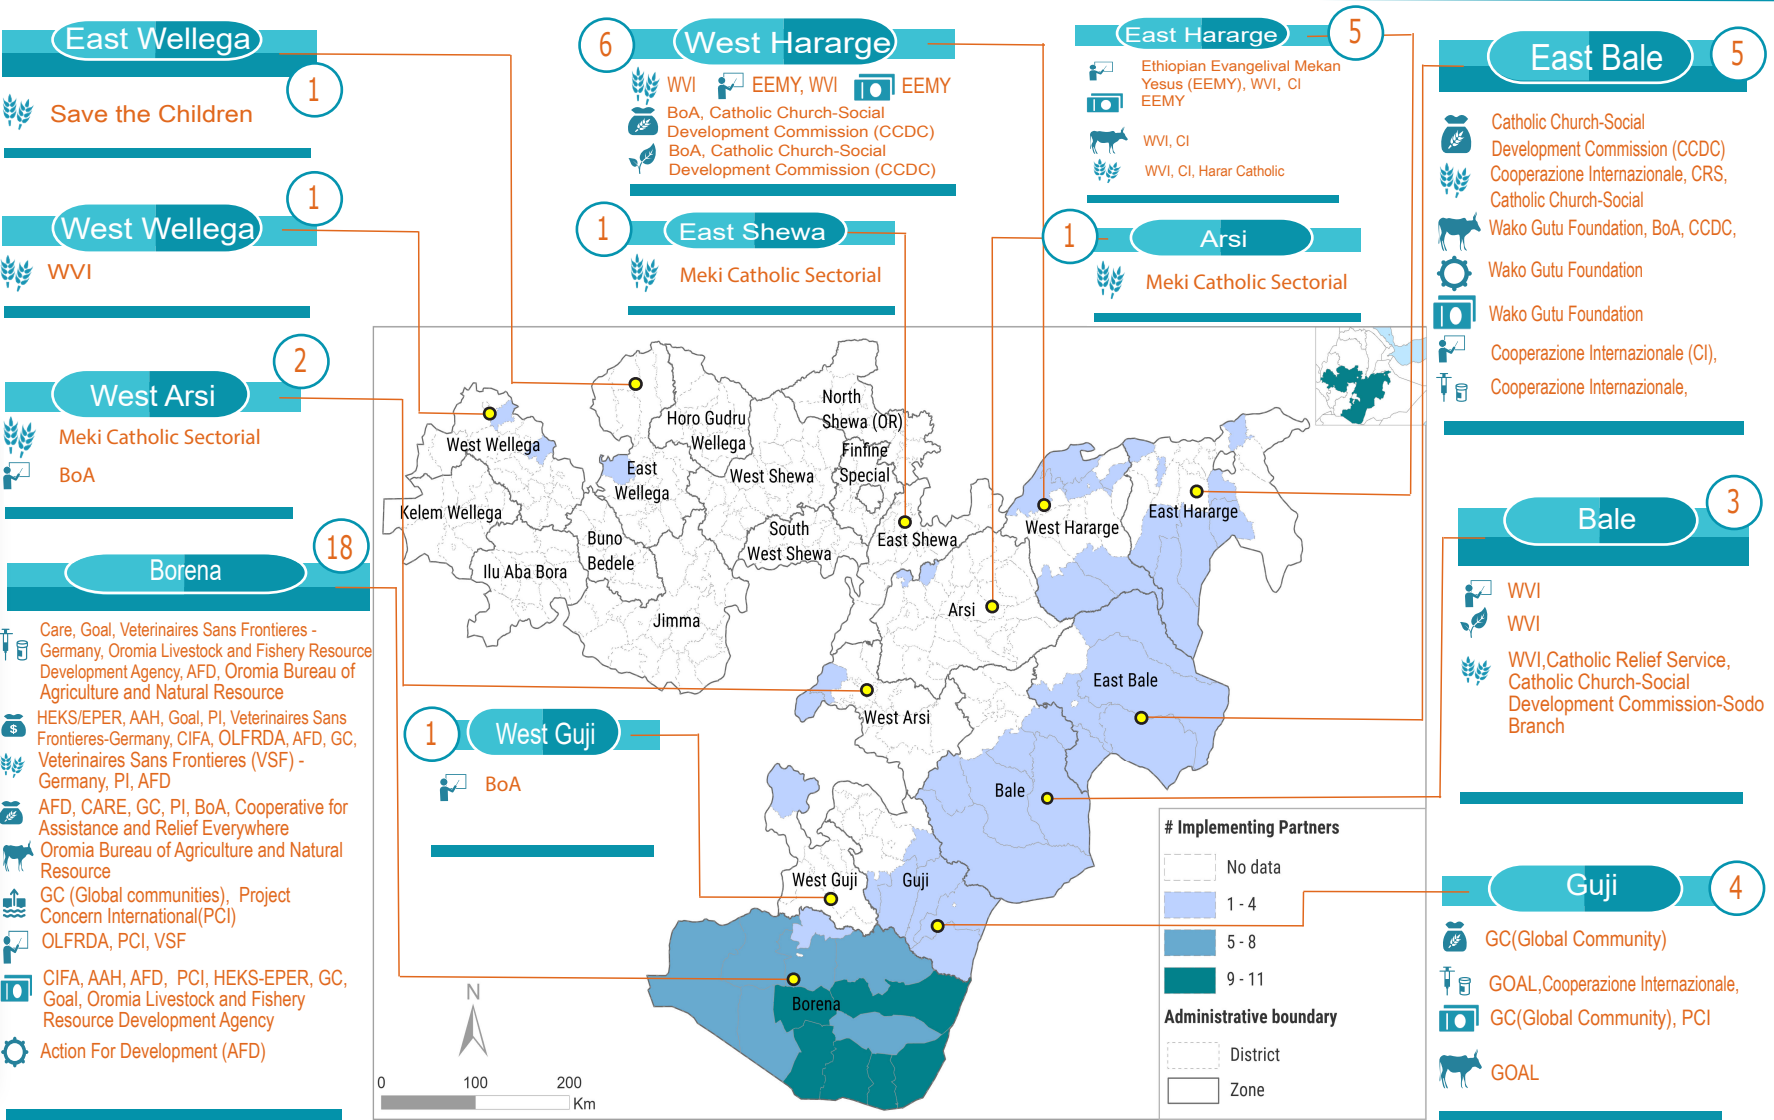 East Wellega
1
Save the Children
West Wellega
1
WVI
West Arsi
2
Meki Catholic Sectorial
BoA
Borena
18
Care, Goal, Veterinaires Sans Frontieres -
Germany, Oromia Livestock and Fishery Resource
Development Agency, AFD, Oromia Bureau of
Agriculture and Natural Resource
HEKS/EPER, AAH, Goal, PI, Veterinaires Sans
Frontieres-Germany, CIFA, OLFRDA, AFD, GC,
Veterinaires Sans Frontieres (VSF) -
Germany, PI, AFD
AFD, CARE, GC, PI, BoA, Cooperative for
Assistance and Relief Everywhere
Oromia Bureau of Agriculture and Natural
Resource
GC (Global communities), Project
Concern International(PCI)
OLFRDA, PCI, VSF
CIFA, AAH, AFD, PCI, HEKS-EPER, GC,
Goal, Oromia Livestock and Fishery
Resource Development Agency
Action For Development (AFD)
6
West Hararge
WVI
EEMY, WVI
EEMY
BoA, Catholic Church-Social
Development Commission (CCDC)
BoA, Catholic Church-Social
Development Commission (CCDC)
1
East Shewa
Meki Catholic Sectorial
East Hararge
5
Ethiopian Evangelival Mekan
Yesus (EEMY), WVI, CI
EEMY
WVI, CI
WVI, CI, Harar Catholic
1
Arsi
Meki Catholic Sectorial
East Bale
5
Catholic Church-Social
Development Commission (CCDC)
Cooperazione Internazionale, CRS,
Catholic Church-Social
Wako Gutu Foundation, BoA, CCDC,
Wako Gutu Foundation
Wako Gutu Foundation
Cooperazione Internazionale (CI),
Cooperazione Internazionale,
Bale
3
WVI
WVI
WVI,Catholic Relief Service,
Catholic Church-Social
Development Commission-Sodo
Branch
Guji
4
GC(Global Community)
GOAL,Cooperazione Internazionale,
GC(Global Community), PCI
GOAL
1
West Guji
BoA
West Wellega
Kelem Wellega
Ilu Aba Bora
Buno
Bedele
Jimma
East
Wellega
Horo Gudru
Wellega
West Shewa
North
Shewa (OR)
Finfine
Special
South
West Shewa
East Shewa
Arsi
West Hararge
East Hararge
West Arsi
East Bale
Bale
West Guji
Guji
Borena
N
0 100 200
Km
# Implementing Partners
No data
1 - 4
5 - 8
9 - 11
Administrative boundary
District
Zone
$